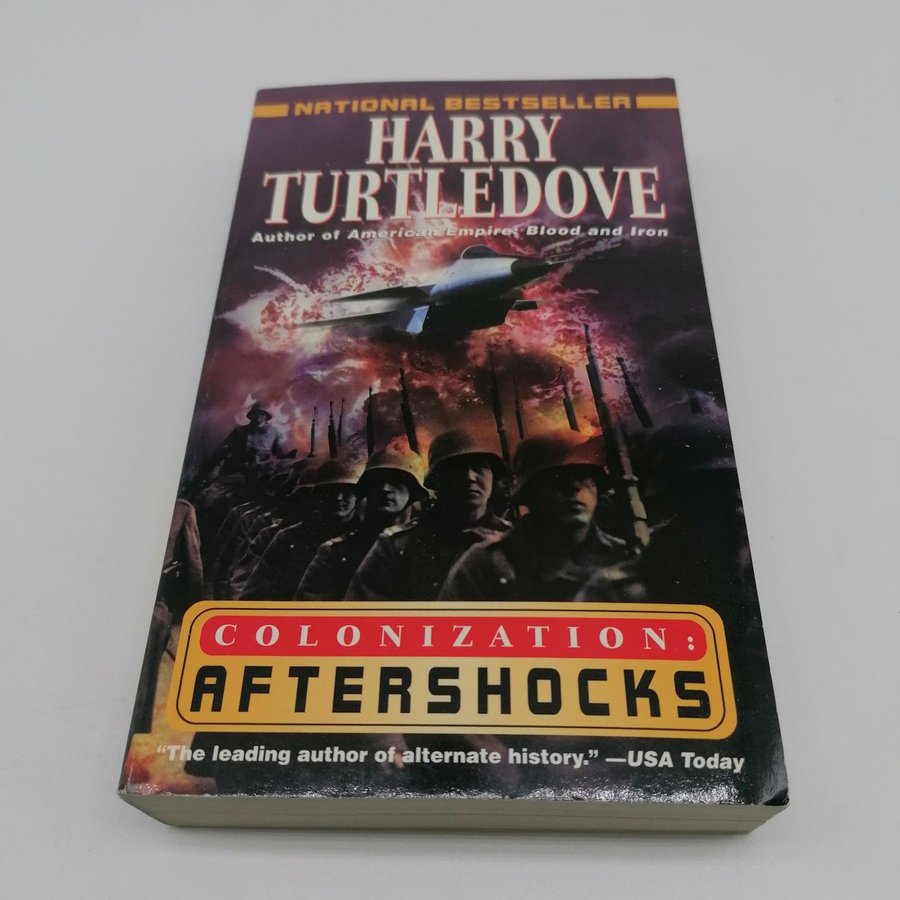 NATIONAL BESTSELLER
HARRY
TURTLEDOVE
Author of American Empire: Blood and Iron
COLONIZATION:
AFTERSHOCKS
“The leading author of alternate history.” —USA Today